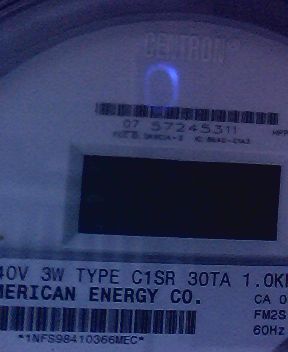 CENTRON®
07 57245311
40V 3W TYPE C1SR 30TA 1.0K
MERICAN ENERGY CO.
CA 0
FM2S
60Hz
*1NFS98410366MEC*